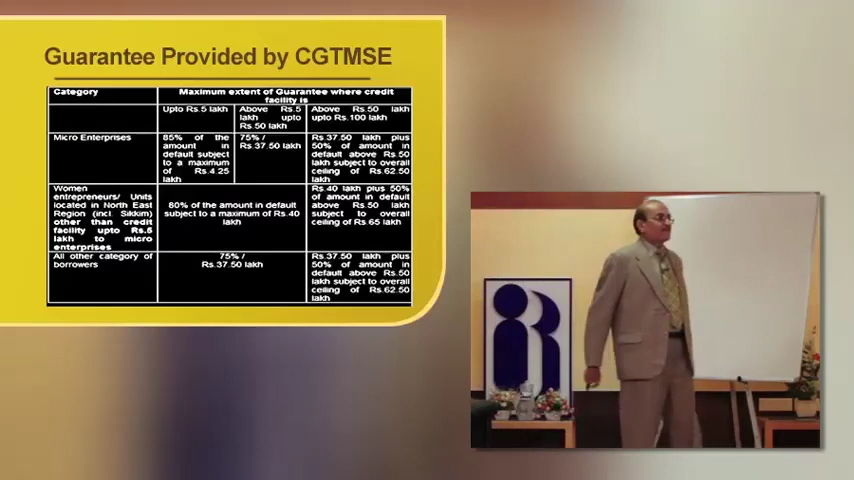 Guarantee Provided by CGTMSE
Category
Maximum extent of Guarantee where credit
facility is
Upto Rs.5 lakh
Above Rs.5
lakh upto
Rs.50 lakh
Above Rs.50 lakh
upto Rs.100 lakh
Micro Enterprises
85% of the
amount in
default subject
to a maximum
of Rs.4.25
lakh
75% /
Rs.37.50 lakh
Rs.37.50 lakh plus
50% of amount in
default above Rs.50
lakh subject to overall
ceiling of Rs.62.50
lakh
Women
entrepreneurs/ Units
located in North East
Region (incl. Sikkim)
other than credit
facility upto Rs.5
lakh to micro
enterprises
80% of the amount in default
subject to a maximum of Rs.40
lakh
Rs.40 lakh plus 50%
of amount in default
above Rs.50 lakh
subject to overall
ceiling of Rs 65 lakh
All other category of
borrowers
75% /
Rs.37.50 lakh
Rs.37.50 lakh plus
50% of amount in
default above Rs.50
lakh subject to overall
ceiling of Rs.62.50
lakh